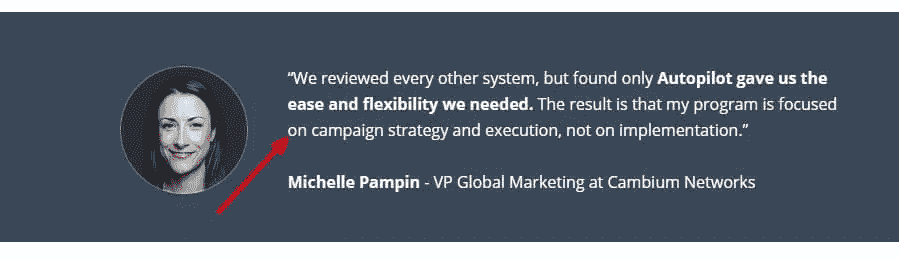 “We reviewed every other system, but found only Autopilot gave us the
ease and flexibility we needed. The result is that my program is focused
on campaign strategy and execution, not on implementation.”
Michelle Pampin - VP Global Marketing at Cambium Networks